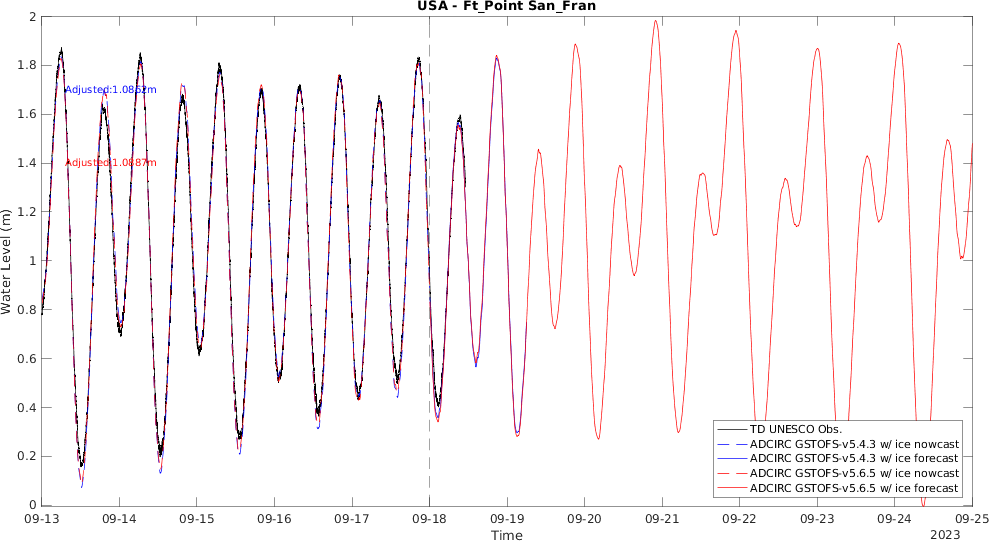 USA - Ft_Point San_Fran
2
1.8
1.6
1.4
1.2
1
0.8
0.6
0.4
0.2
0
Water Level (m)
Adjusted:1.0862m
Adjusted:1.0887m
TD UNESCO Obs.
ADCIRC GSTOFS-v5.4.3 w/ ice nowcast
ADCIRC GSTOFS-v5.4.3 w/ ice forecast
ADCIRC GSTOFS-v5.6.5 w/ ice nowcast
ADCIRC GSTOFS-v5.6.5 w/ ice forecast
09-13 09-14 09-15 09-16 09-17 09-18 09-19 09-20 09-21 09-22 09-23 09-24 09-25
Time
2023